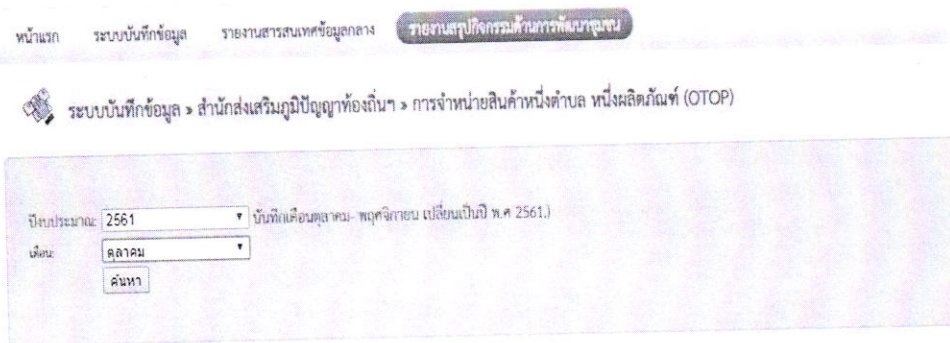 หน้าแรก ระบบบันทึกข้อมูล รายงานสารสนเทศข้อมูลกลาง รายงานสรุปกิจกรรมด้านการพัฒนาชุมชน
ระบบบันทึกข้อมูล » สำนักส่งเสริมภูมิปัญญาท้องถิ่นฯ » การจำหน่ายสินค้าหนึ่งตำบล หนึ่งผลิตภัณฑ์ (OTOP)
ปีงบประมาณ: 2561 บันทึกเดือนตุลาคม- พฤศจิกายน เปลี่ยนเป็นปี พ.ศ 2561.)
เดือน: ตุลาคม
ค้นหา